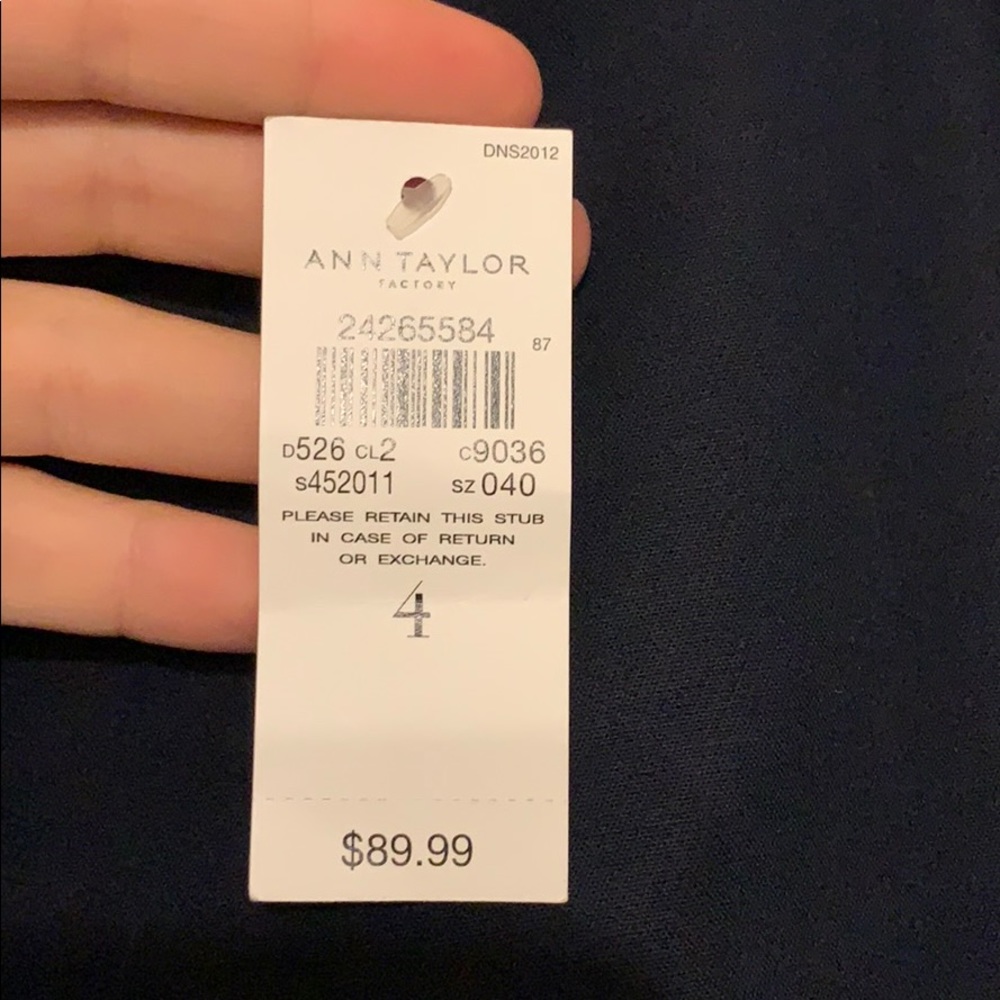 DNS2012
ANN TAYLOR
FACTORY
24265584
87
D526 CL2 C9036
S452011 SZ 040
PLEASE RETAIN THIS STUB
IN CASE OF RETURN
OR EXCHANGE.
4
$89.99